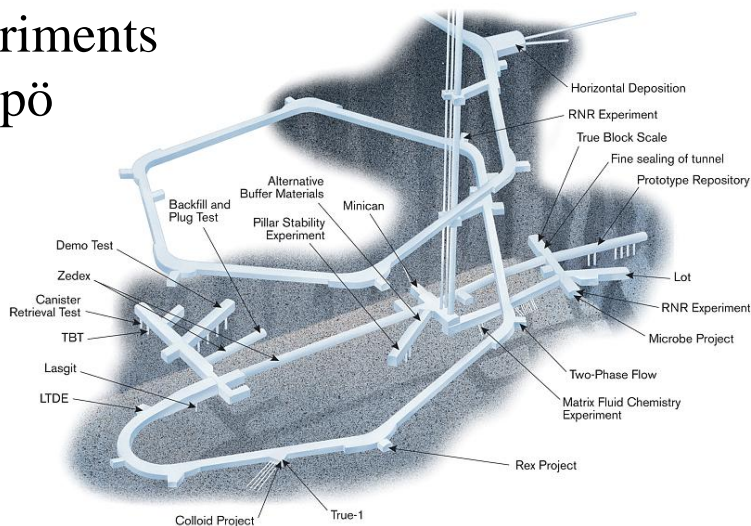 riments
pö
Horizontal Deposition
RNR Experiment
True Block Scale
Fine sealing of tunnel
Prototype Repository
Alternative
Buffer Materials
Minican
Backfill and
Plug Test
Pillar Stability
Experiment
Demo Test
Zedex
Canister
Retrieval Test
TBT
Lasgit
LTDE
Lot
RNR Experiment
Microbe Project
Two-Phase Flow
Matrix Fluid Chemistry
Experiment
Rex Project
True-1
Colloid Project